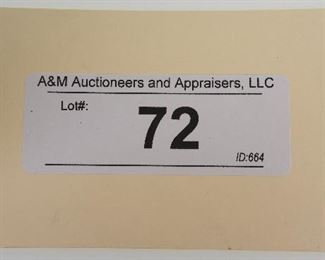 A&M Auctioneers and Appraisers, LLC
Lot#:
72
ID:664